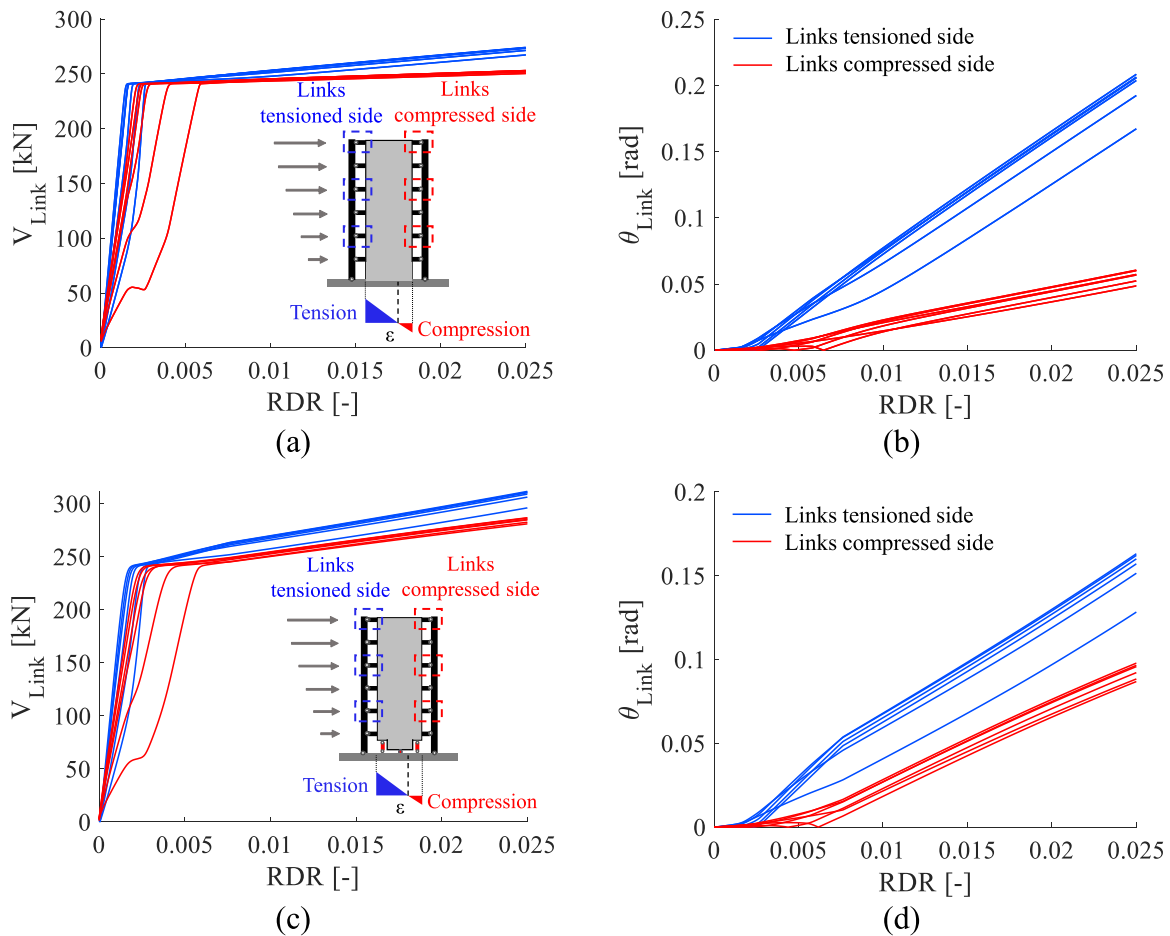 300
250
200
150
100
50
0
V_Link [kN]
Links
tensioned side
Links
compressed side
Tension
ε
Compression
0 0.005 0.01 0.015 0.02 0.025
RDR [-]
(a)
0.25
0.2
0.15
0.1
0.05
0
θ_Link [rad]
Links tensioned side
Links compressed side
0 0.005 0.01 0.015 0.02 0.025
RDR [-]
(b)
300
250
200
150
100
50
0
V_Link [kN]
Links
tensioned side
Links
compressed side
Tension
ε
Compression
0 0.005 0.01 0.015 0.02 0.025
RDR [-]
(c)
0.2
0.15
0.1
0.05
0
θ_Link [rad]
Links tensioned side
Links compressed side
0 0.005 0.01 0.015 0.02 0.025
RDR [-]
(d)